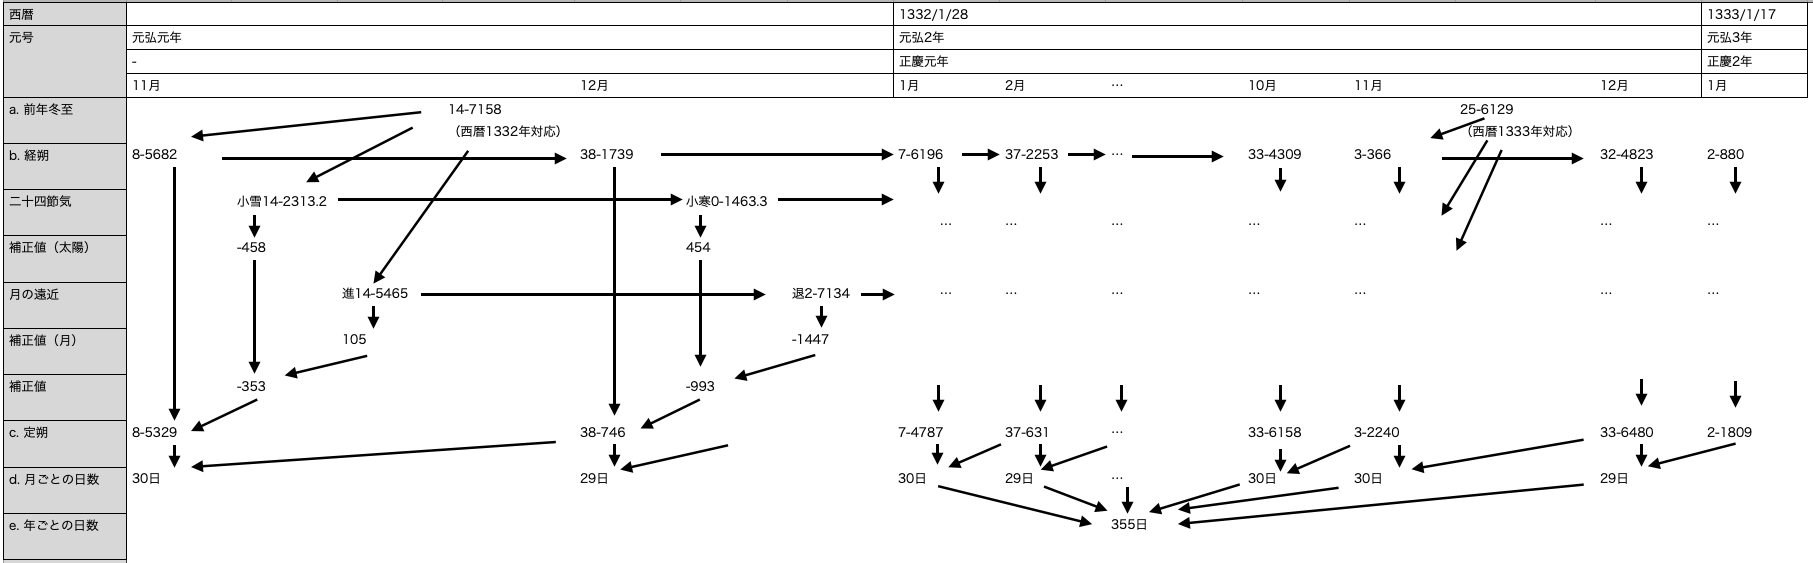 西暦 1332/1/28 1333/1/17
元号 元弘元年 元弘2年 元弘3年
- 正慶元年 正慶2年
11月 12月 1月 2月 … 10月 11月 12月 1月
a. 前年冬至 14-7158 25-6129
（西暦1332年対応） （西暦1333年対応）
b. 経朔 8-5682 38-1739 7-6196 37-2253 … 33-4309 3-366 32-4823 2-880
二十四節気 小雪14-2313.2 小寒0-1463.3
… … … … … … …
補正値（太陽） -458 454
月の遠近 進14-5465 退2-7134 … … … … … … …
補正値（月） 105 -1447
補正値 -353 -993
c. 定朔 8-5329 38-746 7-4787 37-631 … 33-6158 3-2240 33-6480 2-1809
d. 月ごとの日数 30日 29日 30日 29日 … 30日 30日 29日
e. 年ごとの日数 355日